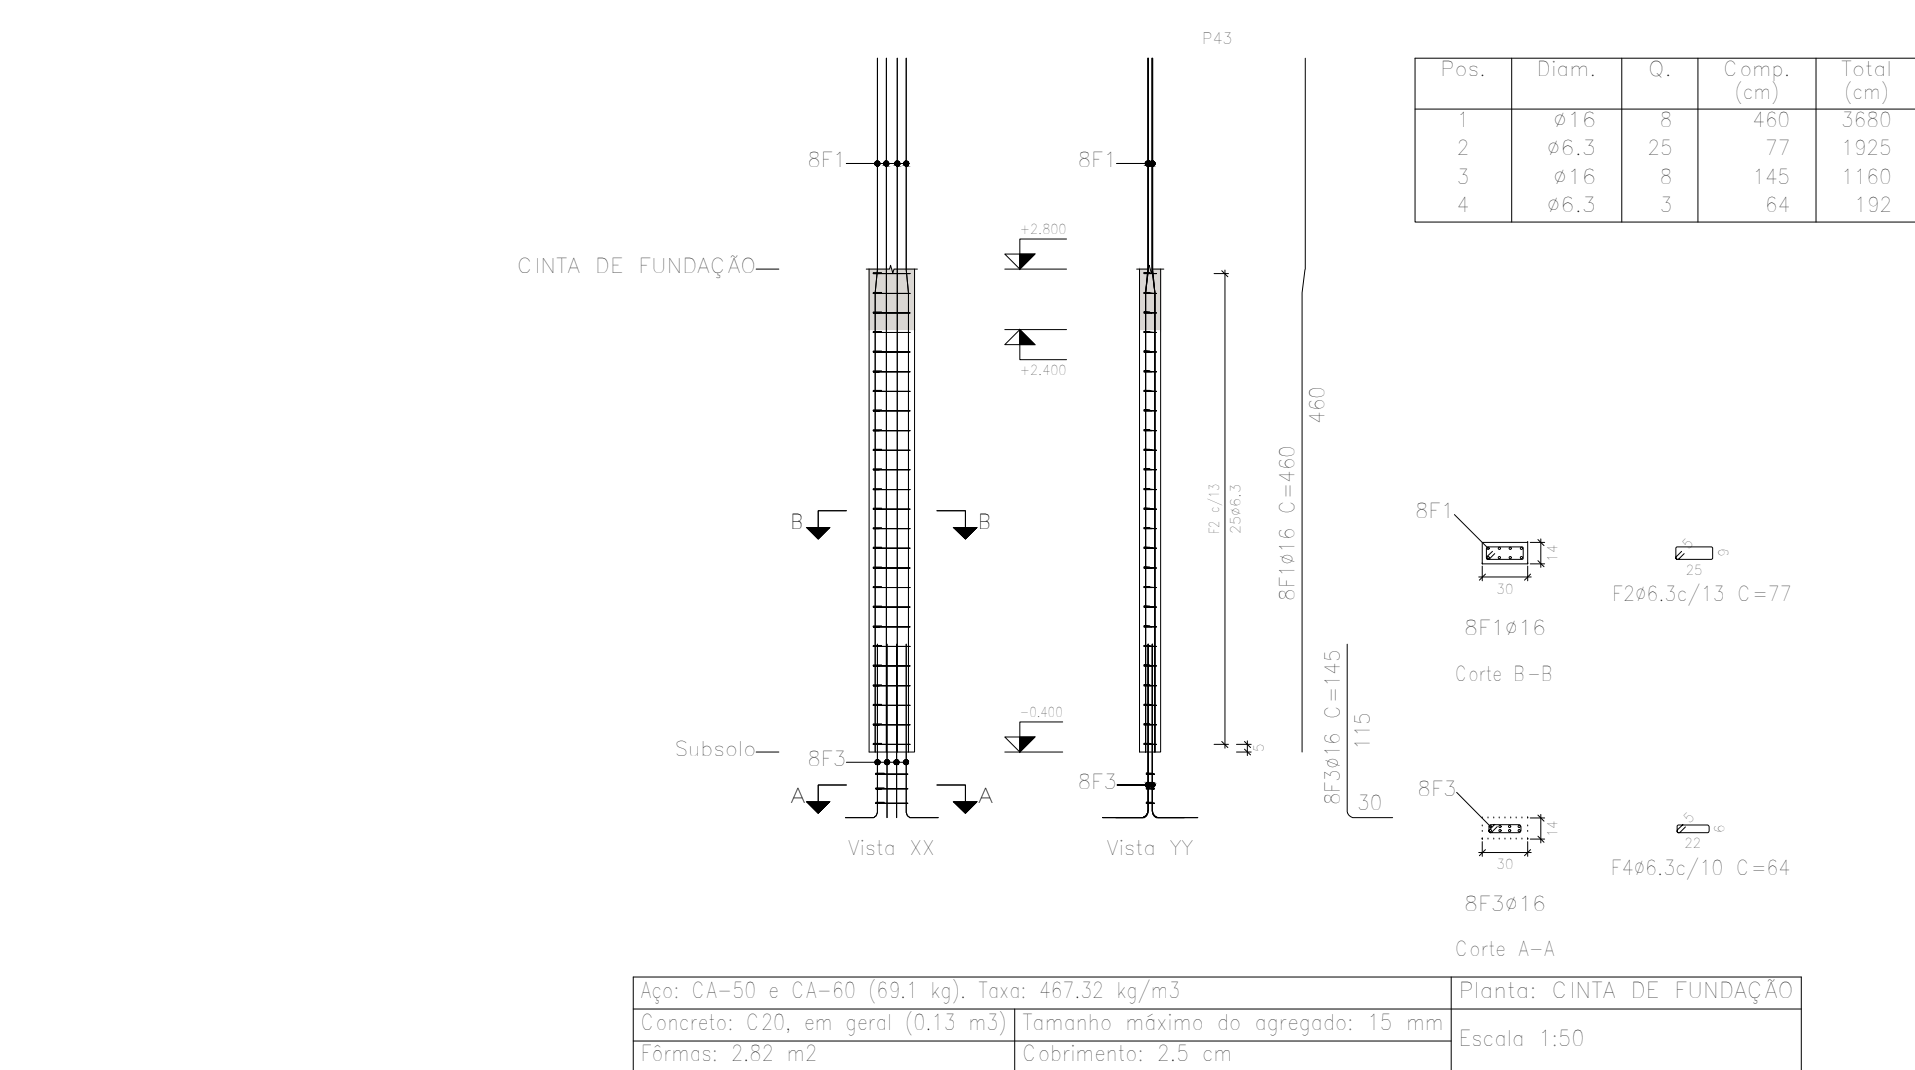 P43
Pos. Diam. Q. Comp. (cm) Total (cm)
1 ø16 8 460 3680
2 ø6.3 25 77 1925
3 ø16 8 145 1160
4 ø6.3 3 64 192
8F1
8F1
+2.800
CINTA DE FUNDAÇÃO
+2.400
460
8F1ø16 C=460
F2 c/13
25ø6.3
B
B
8F1
14
30
8F1ø16
Corte B-B
5
9
25
F2ø6.3c/13 C=77
-0.400
Subsolo
5
8F3
8F3
A
A
8F3ø16 C=145
115
30
Vista XX
Vista YY
8F3
14
30
8F3ø16
Corte A-A
5
6
22
F4ø6.3c/10 C=64
Aço: CA-50 e CA-60 (69.1 kg). Taxa: 467.32 kg/m3
Planta: CINTA DE FUNDAÇÃO
Concreto: C20, em geral (0.13 m3)
Tamanho máximo do agregado: 15 mm
Escala 1:50
Fôrmas: 2.82 m2
Cobrimento: 2.5 cm